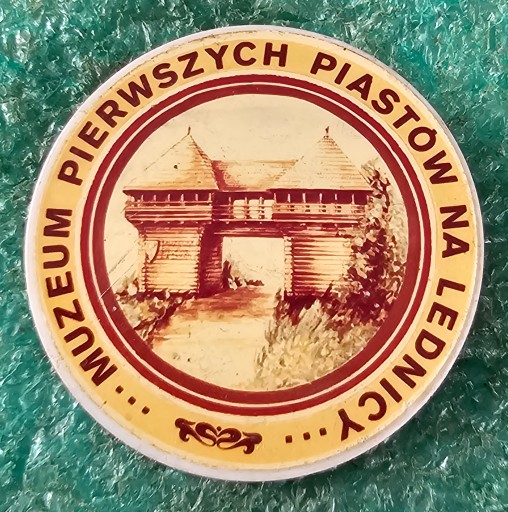 ...MUZEUM PIERWSZYCH PIASTÓW NA LEDNICY...